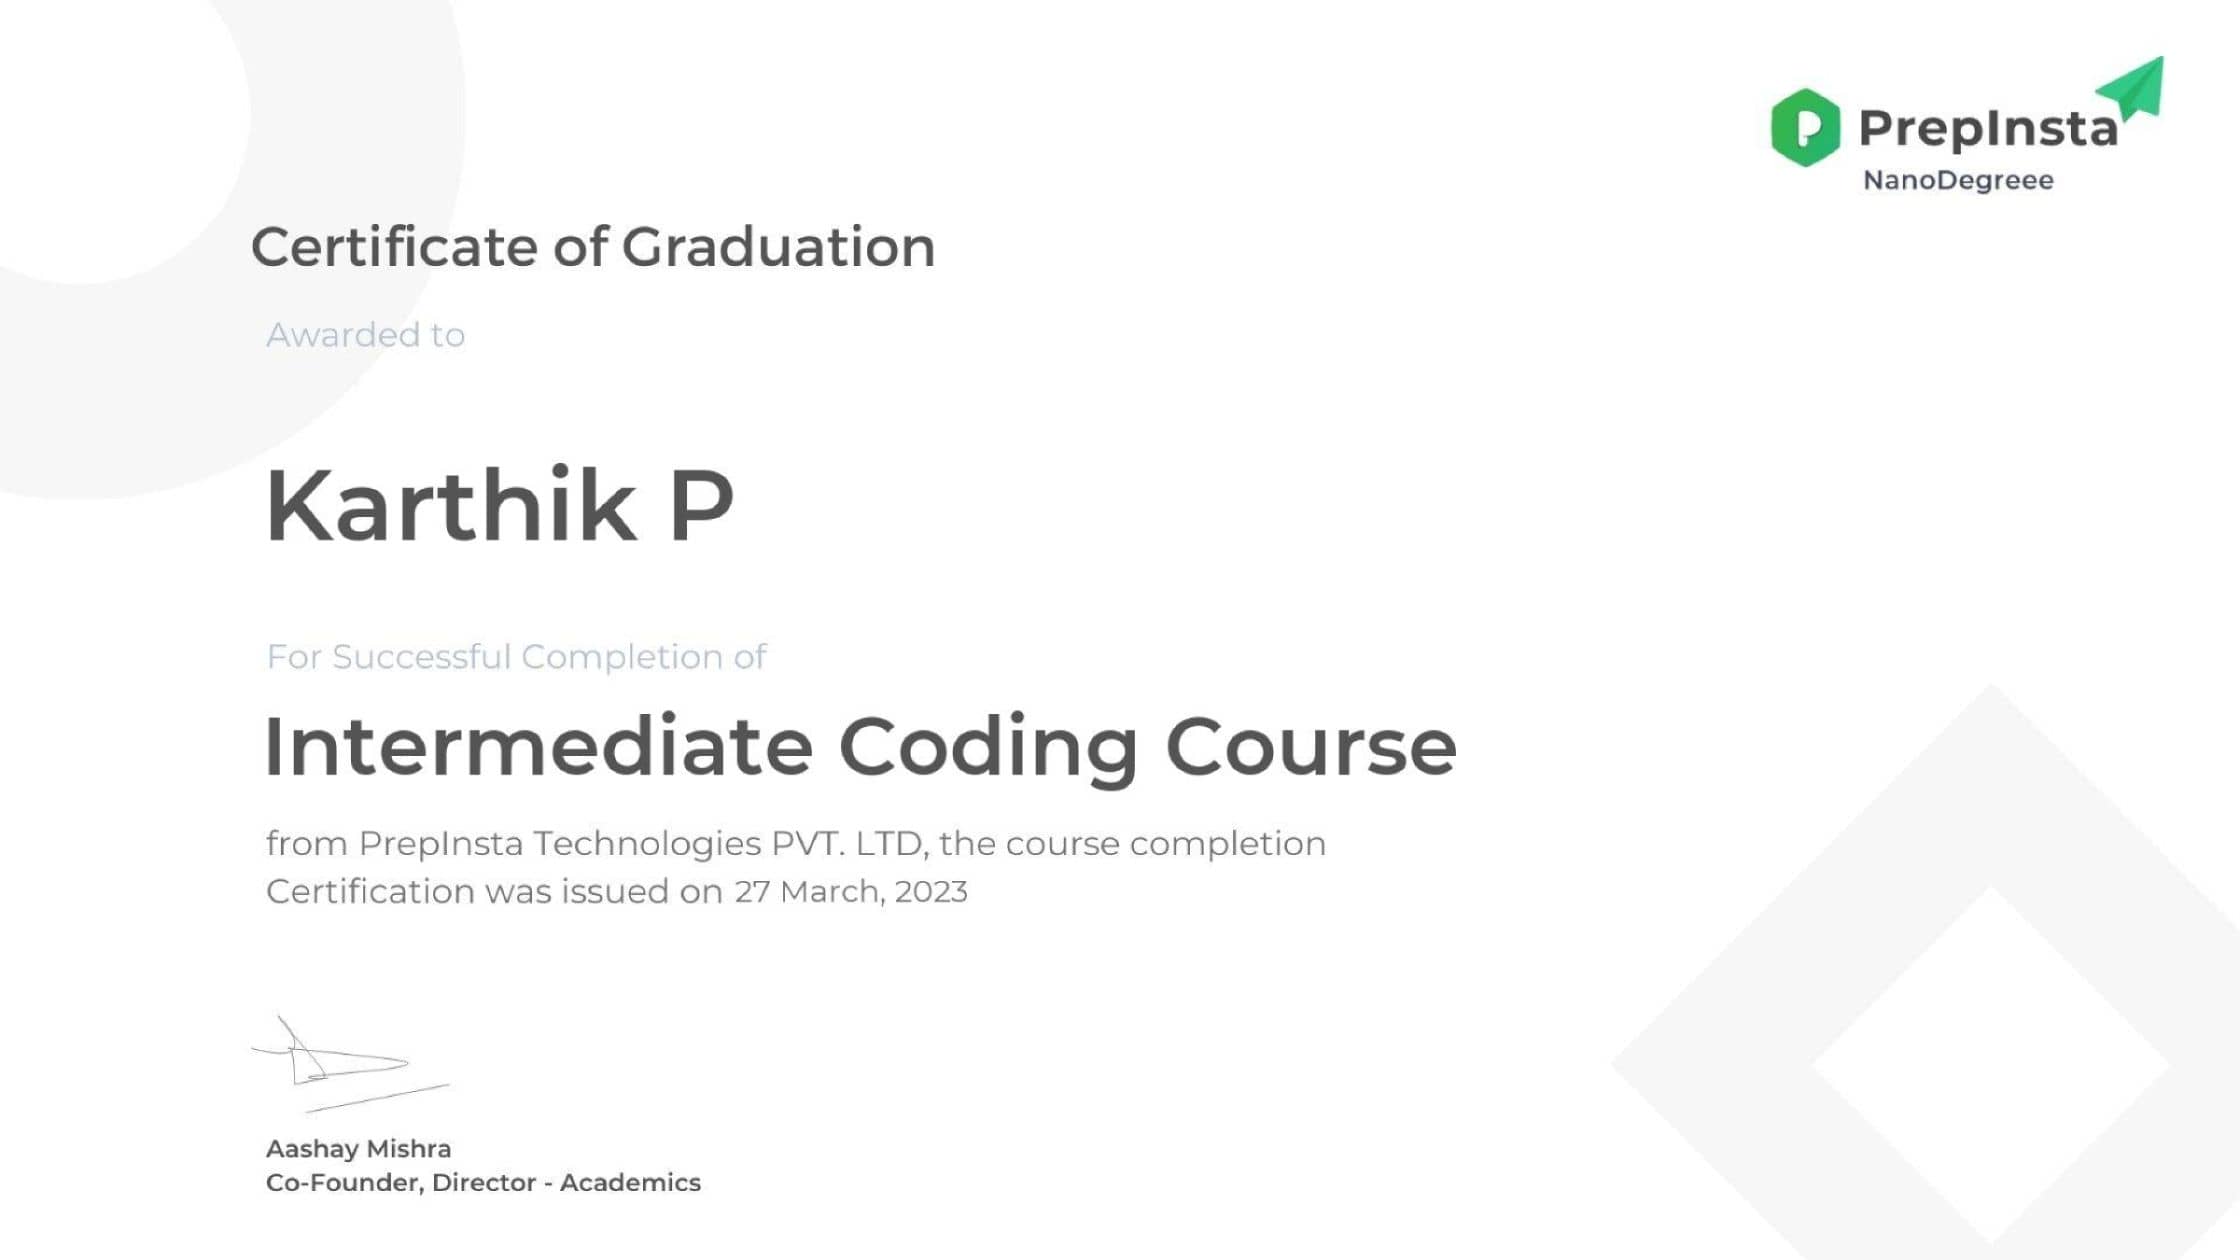 PrepInsta
NanoDegreee
Certificate of Graduation
Awarded to
Karthik P
For Successful Completion of
Intermediate Coding Course
from PrepInsta Technologies PVT. LTD, the course completion
Certification was issued on 27 March, 2023
Aashay Mishra
Co-Founder, Director - Academics